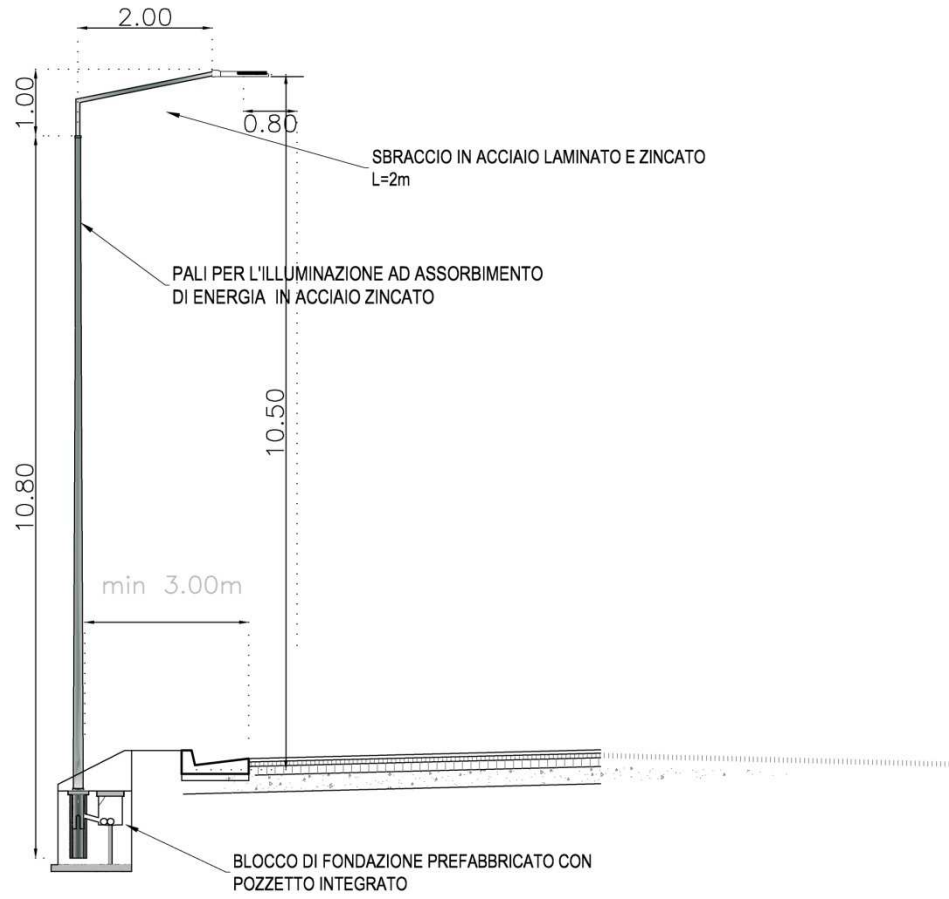 2.00
1.00
0.80
SBRACCIO IN ACCIAIO LAMINATO E ZINCATO
L=2m
PALI PER L'ILLUMINAZIONE AD ASSORBIMENTO
DI ENERGIA IN ACCIAIO ZINCATO
10.50
10.80
min 3.00m
BLOCCO DI FONDAZIONE PREFABBRICATO CON
POZZETTO INTEGRATO